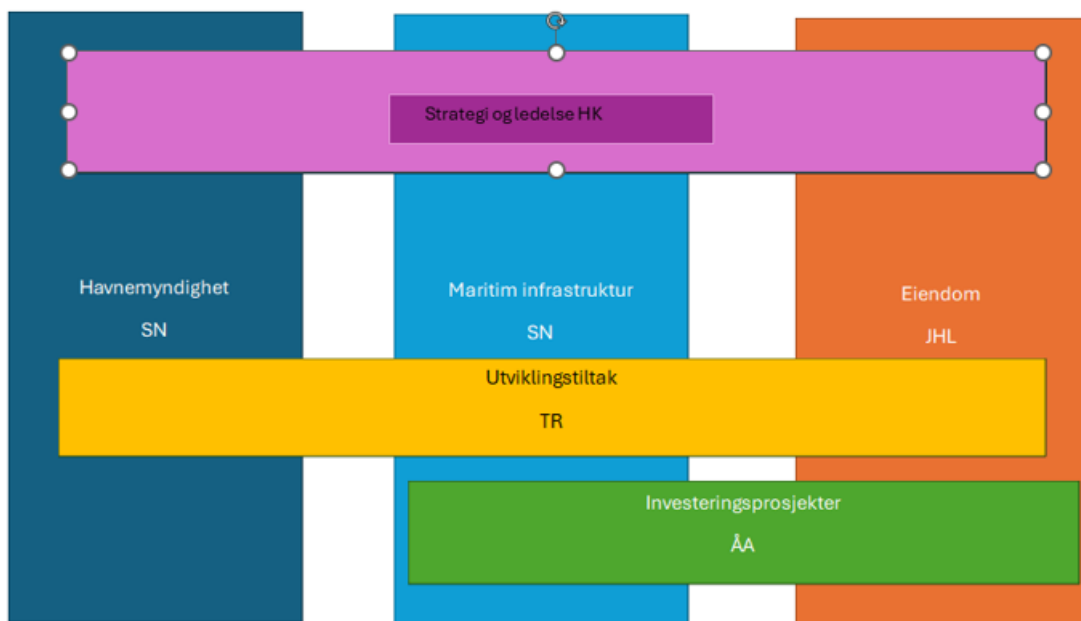 Strategi og ledelse HK
Havnemyndighet
SN
Maritim infrastruktur
SN
Eiendom
JHL
Utviklingstiltak
TR
Investeringsprosjekter
ÅA